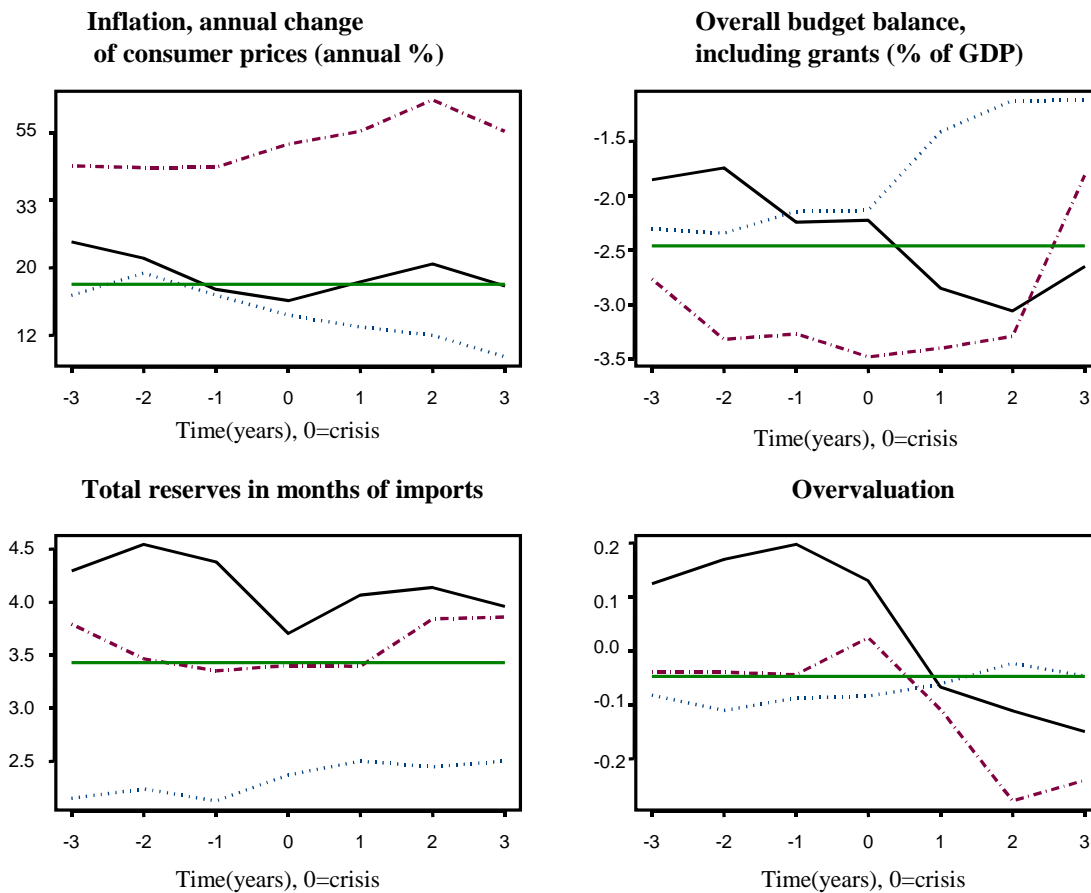 Inflation, annual change
of consumer prices (annual %)
55
33
20
12
-3 -2 -1 0 1 2 3
Time(years), 0=crisis
Overall budget balance,
including grants (% of GDP)
-1.5
-2.0
-2.5
-3.0
-3.5
-3 -2 -1 0 1 2 3
Time(years), 0=crisis
Total reserves in months of imports
4.5
4.0
3.5
3.0
2.5
-3 -2 -1 0 1 2 3
Time(years), 0=crisis
Overvaluation
0.2
0.1
0.0
-0.1
-0.2
-3 -2 -1 0 1 2 3
Time(years), 0=crisis